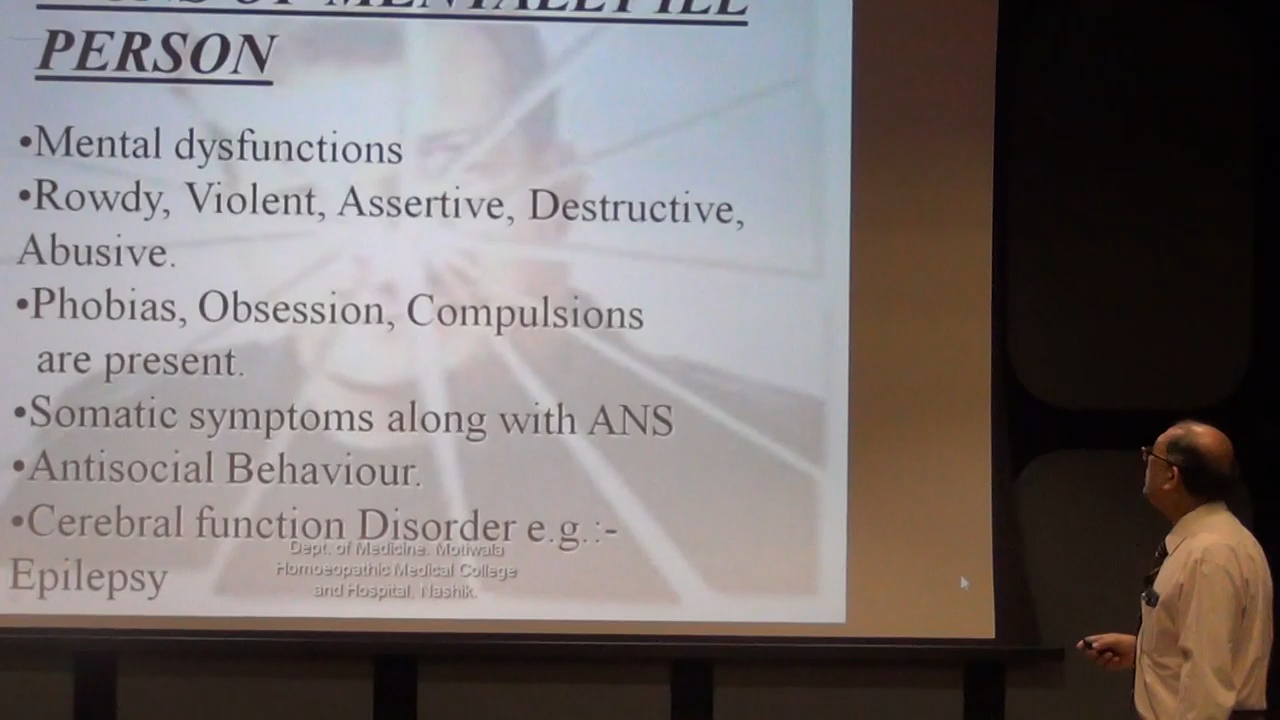 PERSON
•Mental dysfunctions
•Rowdy, Violent, Assertive, Destructive,
Abusive.
•Phobias, Obsession, Compulsions
are present.
•Somatic symptoms along with ANS
•Antisocial Behaviour.
•Cerebral function Disorder e.g.:-
Epilepsy
Dept. of Medicine. Motiwala
Homoeopathic Medical College
and Hospital, Nashik.